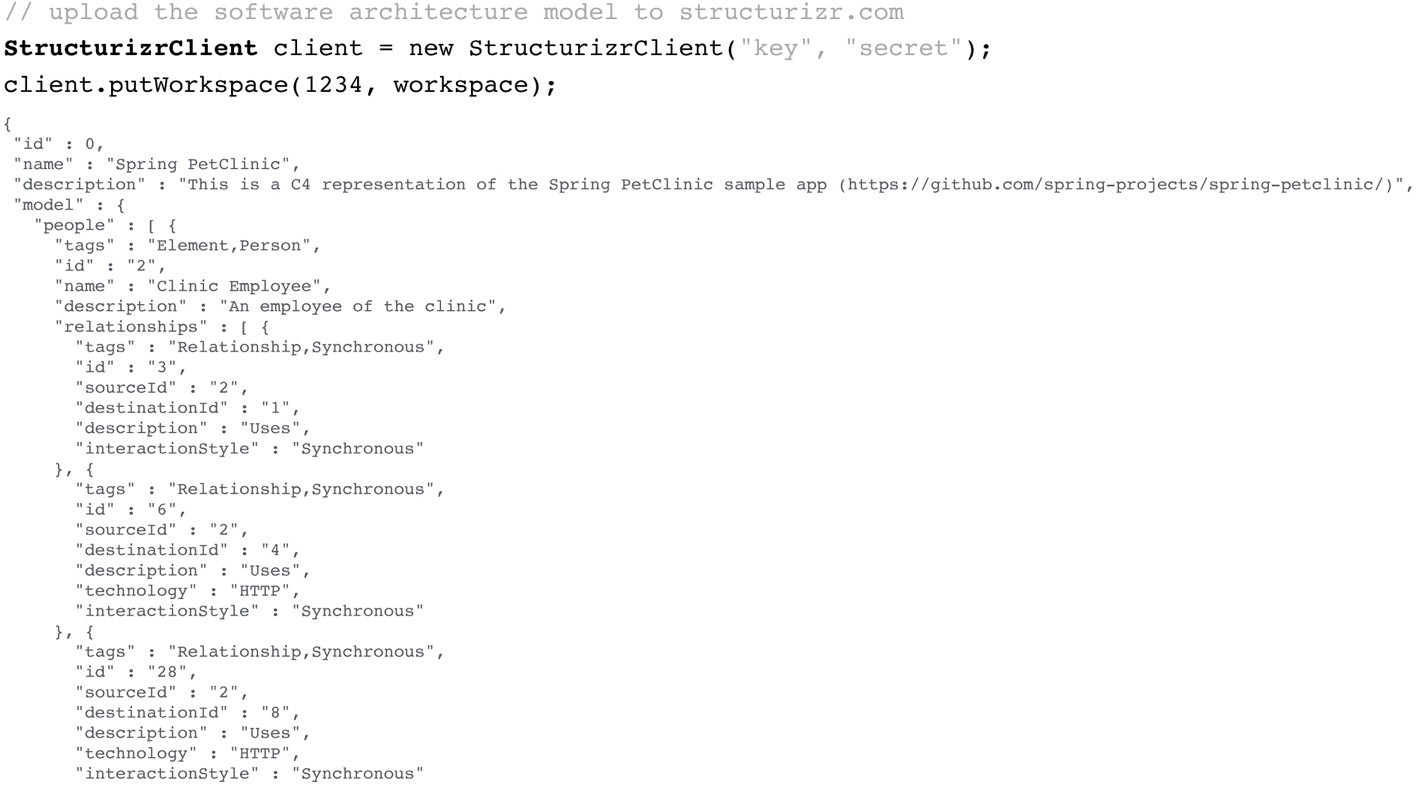 // upload the software architecture model to structurizr.com
StructurizrClient client = new StructurizrClient("key", "secret");
client.putWorkspace(1234, workspace);
{
"id" : 0,
"name" : "Spring PetClinic",
"description" : "This is a C4 representation of the Spring PetClinic sample app (https://github.com/spring-projects/spring-petclinic/)",
"model" : {
"people" : [ {
"tags" : "Element,Person",
"id" : "2",
"name" : "Clinic Employee",
"description" : "An employee of the clinic",
"relationships" : [ {
"tags" : "Relationship,Synchronous",
"id" : "3",
"sourceId" : "2",
"destinationId" : "1",
"description" : "Uses",
"interactionStyle" : "Synchronous"
}, {
"tags" : "Relationship,Synchronous",
"id" : "6",
"sourceId" : "2",
"destinationId" : "4",
"description" : "Uses",
"technology" : "HTTP",
"interactionStyle" : "Synchronous"
}, {
"tags" : "Relationship,Synchronous",
"id" : "28",
"sourceId" : "2",
"destinationId" : "8",
"description" : "Uses",
"technology" : "HTTP",
"interactionStyle" : "Synchronous"